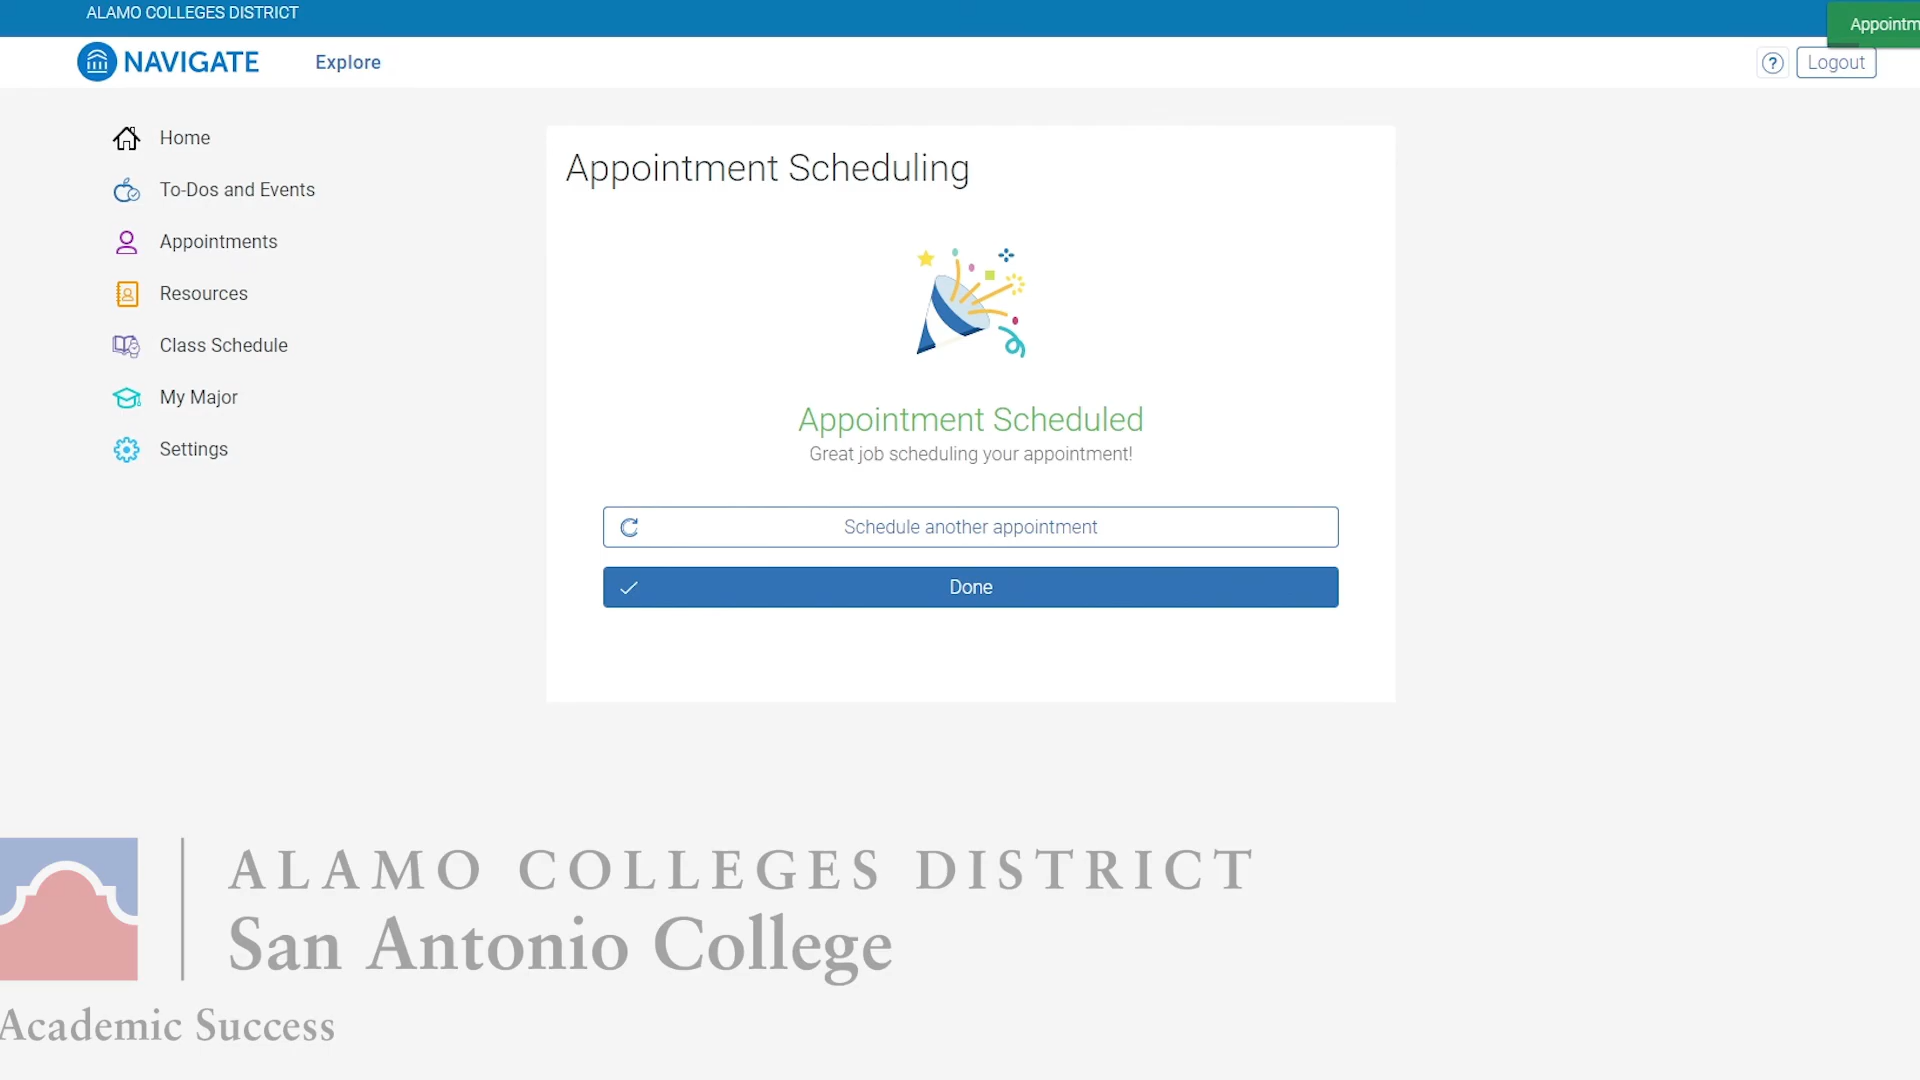 ALAMO COLLEGES DISTRICT
NAVIGATE
Explore
?
Logout
Home
To-Dos and Events
Appointments
Resources
Class Schedule
My Major
Settings
Appointment Scheduling
Appointment Scheduled
Great job scheduling your appointment!
Schedule another appointment
Done
ALAMO COLLEGES DISTRICT
San Antonio College
Academic Success